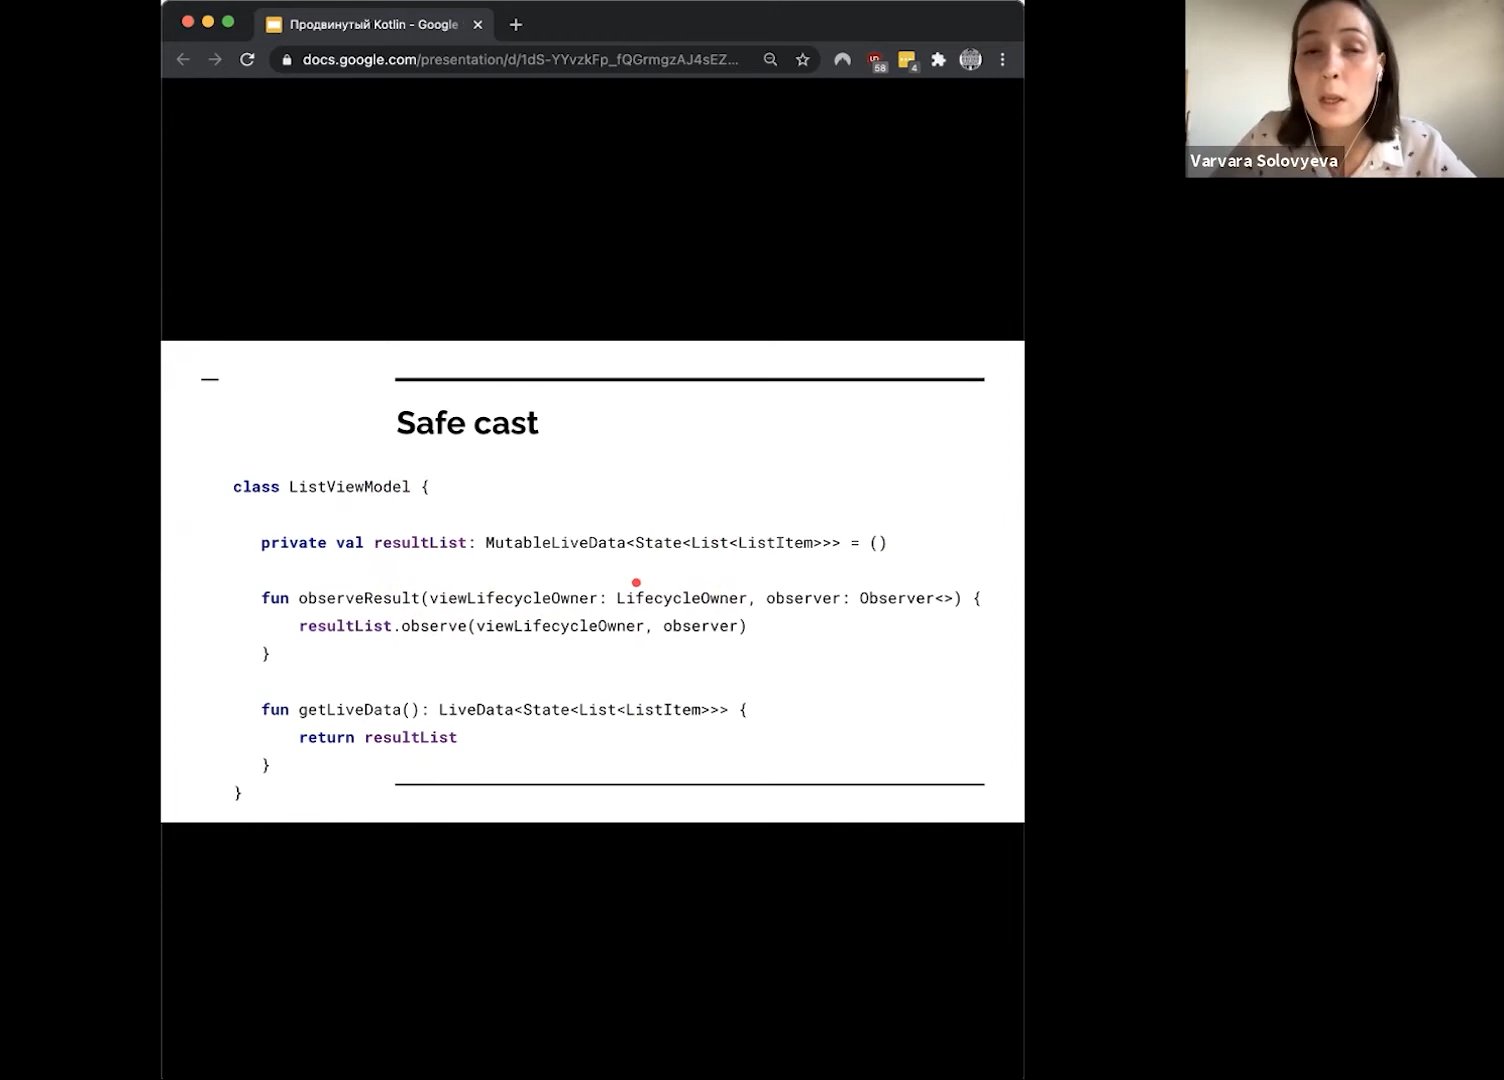 Продвинутый Kotlin - Google
docs.google.com/presentation/d/1dS-YYvzkFp_fQGrmgzAJ4sEZ...
58
4
Varvara Solovyeva
Safe cast
class ListViewModel {
private val resultList: MutableLiveData<State<List<ListItem>>> = ()
fun observeResult(viewLifecycleOwner: LifecycleOwner, observer: Observer<>) {
resultList.observe(viewLifecycleOwner, observer)
}
fun getLiveData(): LiveData<State<List<ListItem>>> {
return resultList
}
}